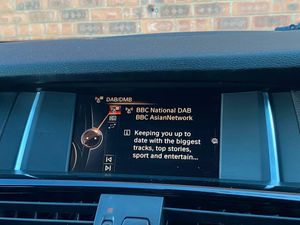 DAB/DMB
BBC National DAB
BBC AsianNetwork
Keeping you up to
date with the biggest
tracks, top stories,
sport and entertain...